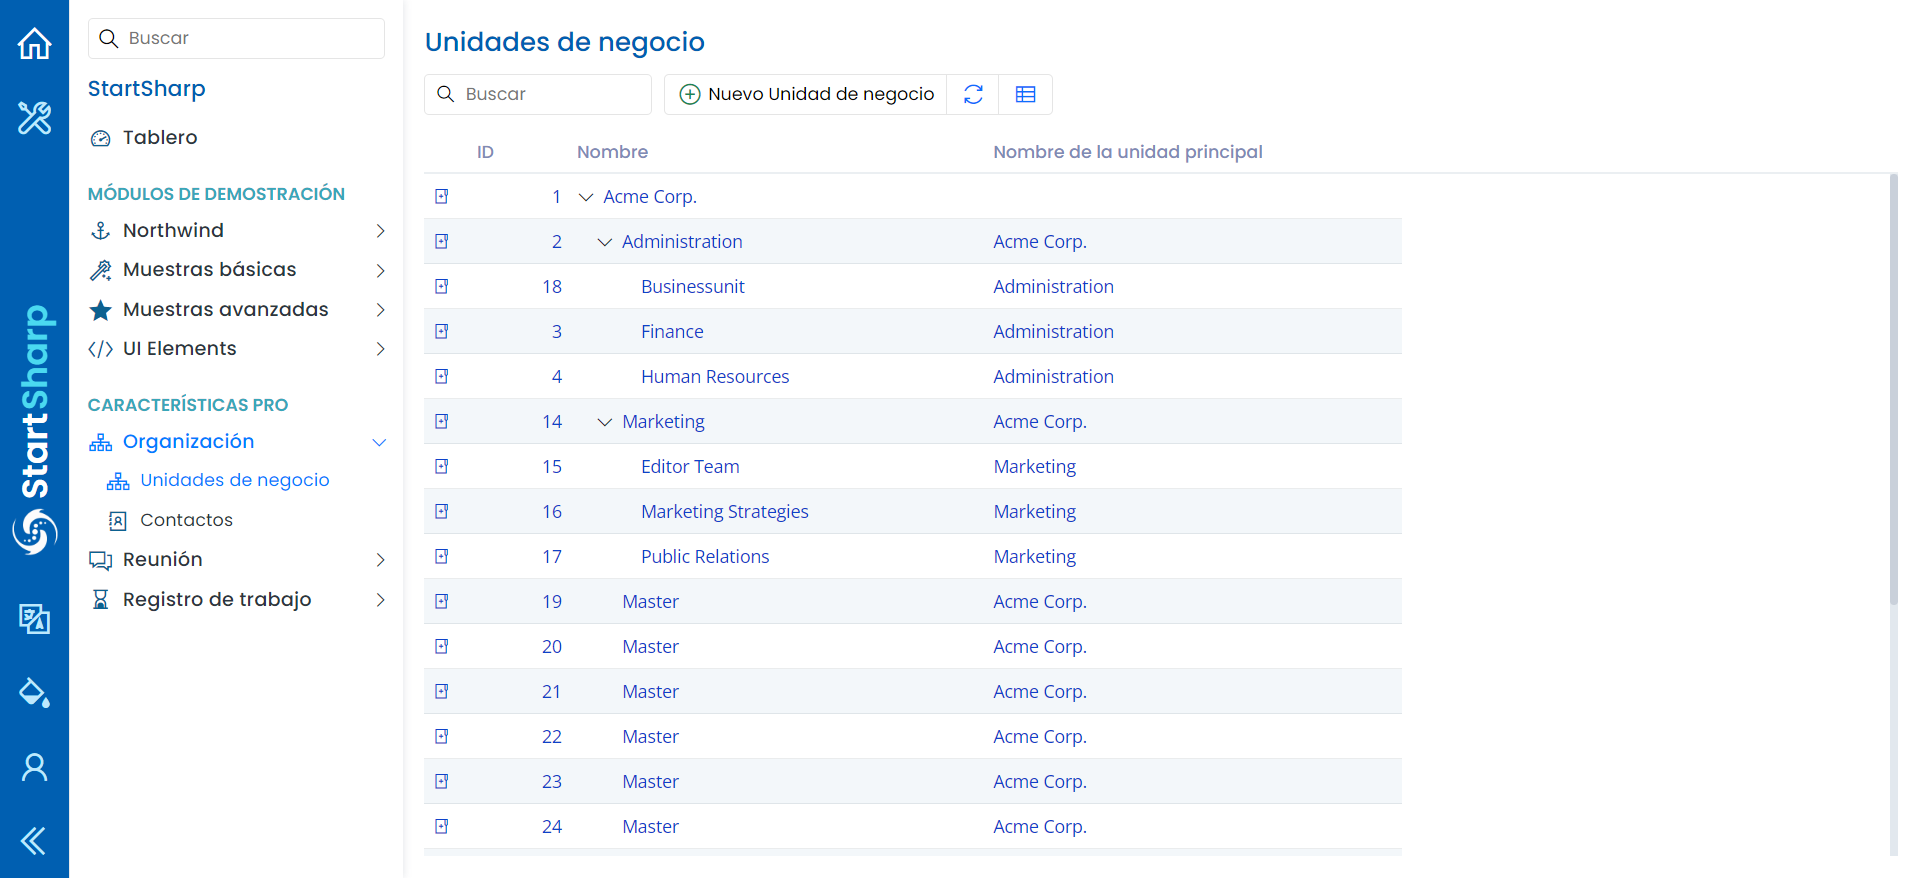 StartSharp
Buscar
StartSharp
Tablero
MÓDULOS DE DEMOSTRACIÓN
Northwind
Muestras básicas
Muestras avanzadas
UI Elements
CARACTERÍSTICAS PRO
Organización
Unidades de negocio
Contactos
Reunión
Registro de trabajo
Unidades de negocio
Buscar Nuevo Unidad de negocio
ID Nombre Nombre de la unidad principal
1 Acme Corp.
2 Administration Acme Corp.
18 Businessunit Administration
3 Finance Administration
4 Human Resources Administration
14 Marketing Acme Corp.
15 Editor Team Marketing
16 Marketing Strategies Marketing
17 Public Relations Marketing
19 Master Acme Corp.
20 Master Acme Corp.
21 Master Acme Corp.
22 Master Acme Corp.
23 Master Acme Corp.
24 Master Acme Corp.